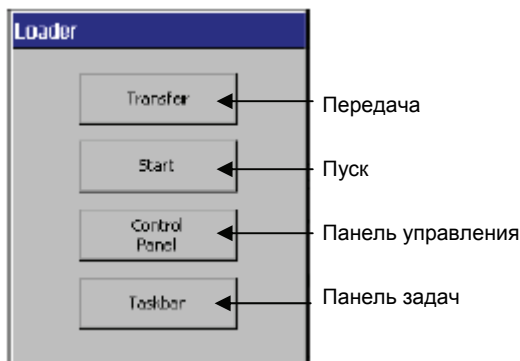 Loader
Transfer
Передача
Start
Пуск
Control
Panel
Панель управления
Taskbar
Панель задач